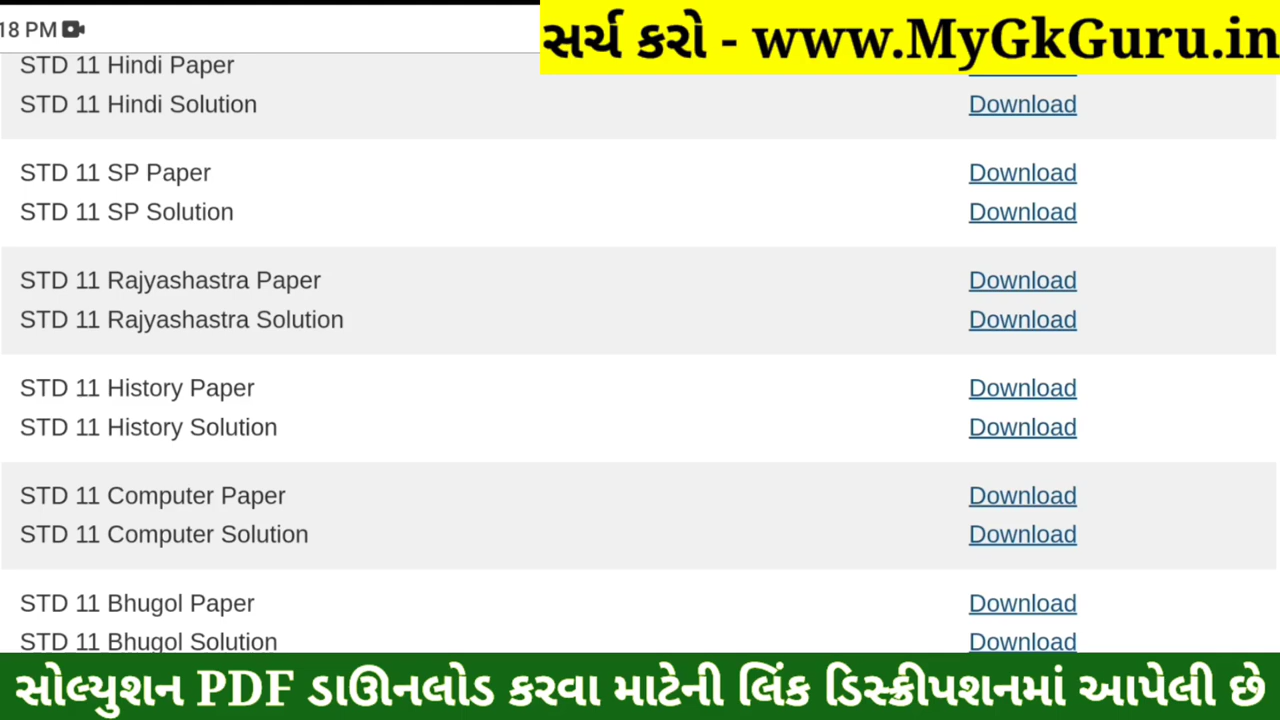 18 PM
સર્ચ કરો - www.MyGkGuru.in
STD 11 Hindi Paper
STD 11 Hindi Solution Download
STD 11 SP Paper Download
STD 11 SP Solution Download
STD 11 Rajyashastra Paper Download
STD 11 Rajyashastra Solution Download
STD 11 History Paper Download
STD 11 History Solution Download
STD 11 Computer Paper Download
STD 11 Computer Solution Download
STD 11 Bhugol Paper Download
STD 11 Bhugol Solution Download
સોલ્યુશન PDF ડાઊનલોડ કરવા માટેની લિંક ડિસ્ક્રીપશનમાં આપેલી છે